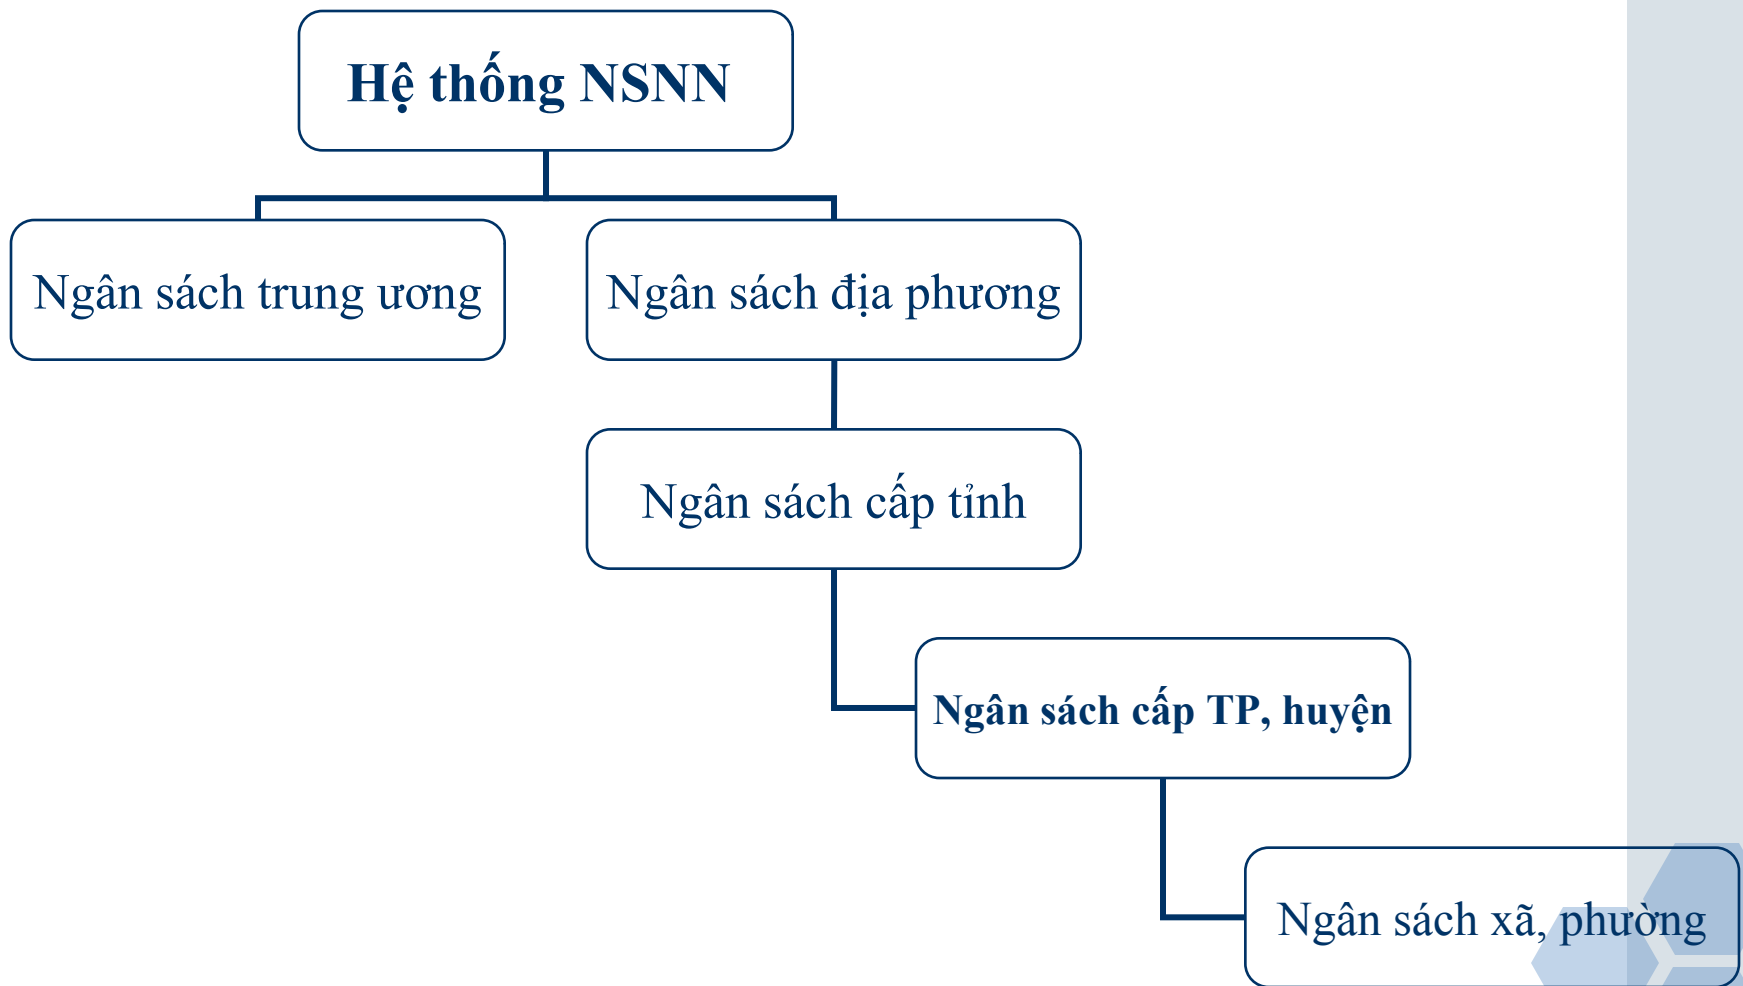 Hệ thống NSNN
Ngân sách trung ương
Ngân sách địa phương
Ngân sách cấp tỉnh
Ngân sách cấp TP, huyện
Ngân sách xã, phường